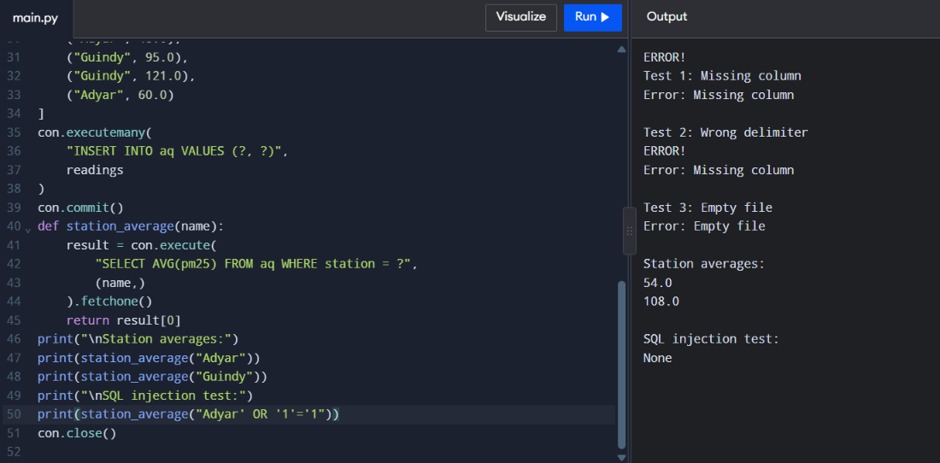 main.py
Visualize
Run
Output
31 ("Guindy", 95.0),
32 ("Guindy", 121.0),
33 ("Adyar", 60.0)
34 ]
35 con.executemany(
36 "INSERT INTO aq VALUES (?, ?)",
37 readings
38 )
39 con.commit()
40 def station_average(name):
41 result = con.execute(
42 "SELECT AVG(pm25) FROM aq WHERE station = ?",
43 (name,)
44 ).fetchone()
45 return result[0]
46 print("\nStation averages:")
47 print(station_average("Adyar"))
48 print(station_average("Guindy"))
49 print("\nSQL injection test:")
50 print(station_average("Adyar' OR '1'='1"))
51 con.close()
52
ERROR!
Test 1: Missing column
Error: Missing column
Test 2: Wrong delimiter
ERROR!
Error: Missing column
Test 3: Empty file
Error: Empty file
Station averages:
54.0
108.0
SQL injection test:
None